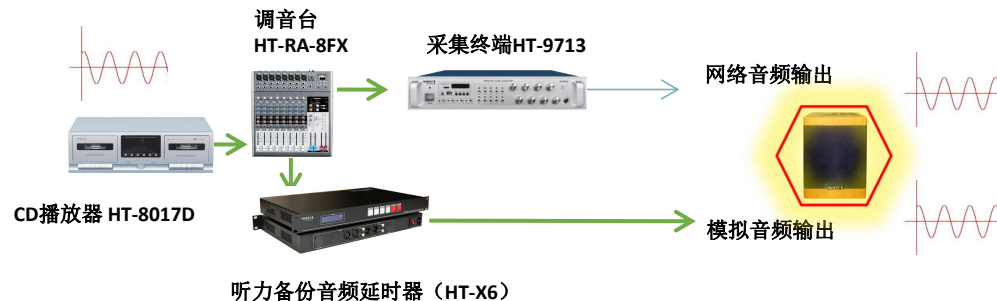 调音台
HT-RA-8FX
采集终端HT-9713
网络音频输出
CD播放器 HT-8017D
模拟音频输出
听力备份音频延时器（HT-X6）